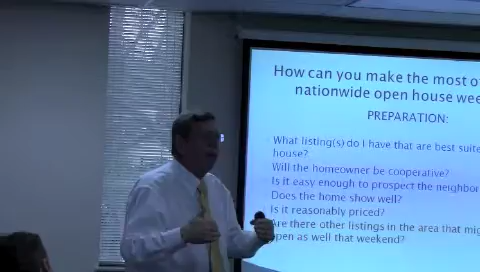 How can you make the most o
nationwide open house wee
PREPARATION:
What listing(s) do I have that are best suite
house?
Will the homeowner be cooperative?
Is it easy enough to prospect the neighbor
Does the home show well?
Is it reasonably priced?
Are there other listings in the area that mig
open as well that weekend?